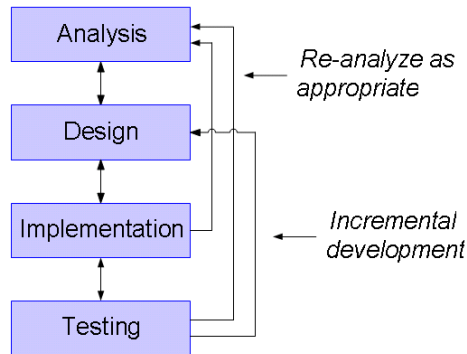 Analysis
Re-analyze as
appropriate
Design
Implementation
Incremental
development
Testing